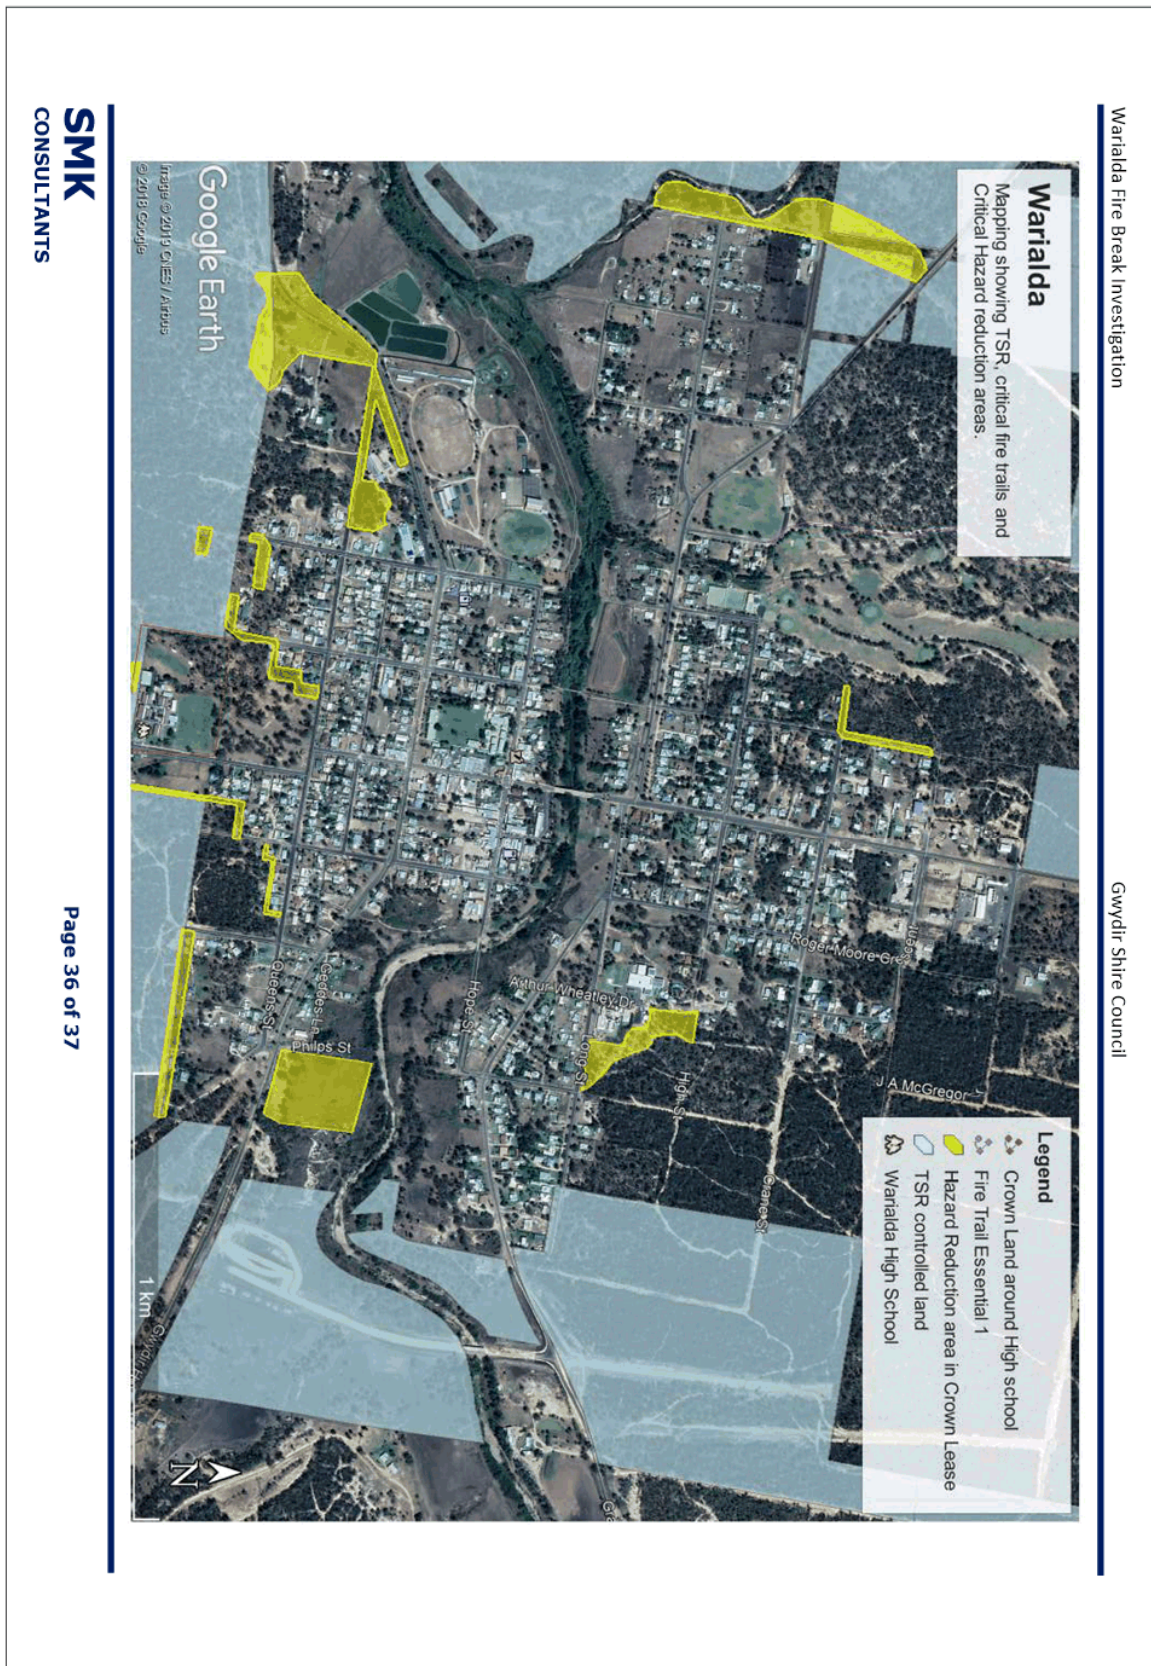 Warialda Fire Break Investigation
Gwydir Shire Council
Warialda
Mapping showing TSR, critical fire trails and
Critical Hazard reduction areas.
Legend
Crown Land around High school
Fire Trail Essential 1
Hazard Reduction area in Crown Lease
TSR controlled land
Warialda High School
J A McGregor
Roger Moore Crescent
Crane St
High St
Long St
Arthur Wheatley Dr
Hope St
Geddes Ln
Philps St
Queens St
Gwydir H
Gra
Google Earth
Image © 2019 CNES / Airbus
© 2018 Google
1 km
N
SMK
CONSULTANTS
Page 36 of 37